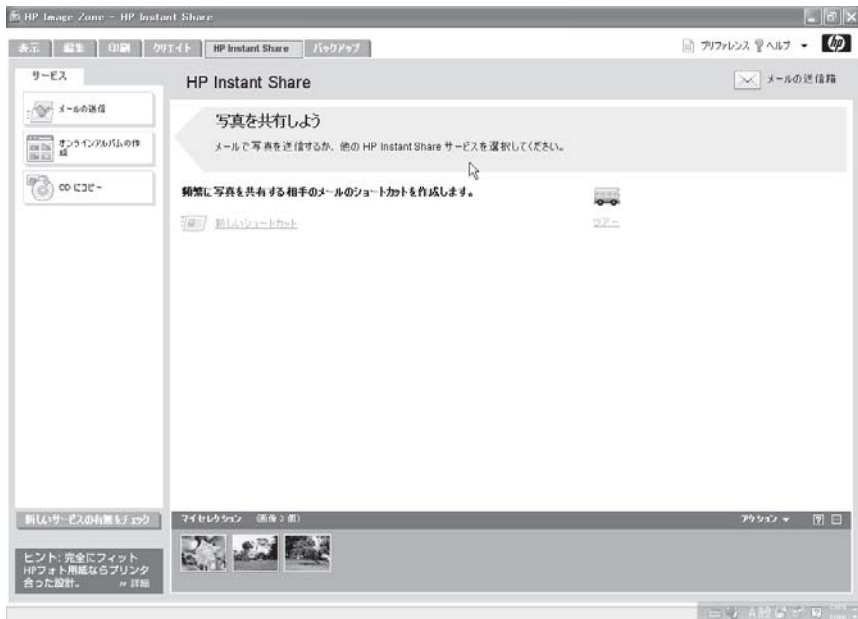 HP Image Zone - HP Instant Share
表示 編集 印刷 クリエイト HP Instant Share バックアップ
プリファレンス ヘルプ
hp
サービス
HP Instant Share
メールの送信箱
メールの送信
オンラインアルバムの作
成
CD にコピー
写真を共有しよう
メールで写真を送信するか、他の HP Instant Share サービスを選択してください。
頻繁に写真を共有する相手のメールのショートカットを作成します。
新しいショートカット
ツアー
新しいサービスの有無をチェック
マイセレクション (画像 3 個)
アクション
ヒント: 完全にフィット
HPフォト用紙ならプリンタ
合った設計。
» 詳細